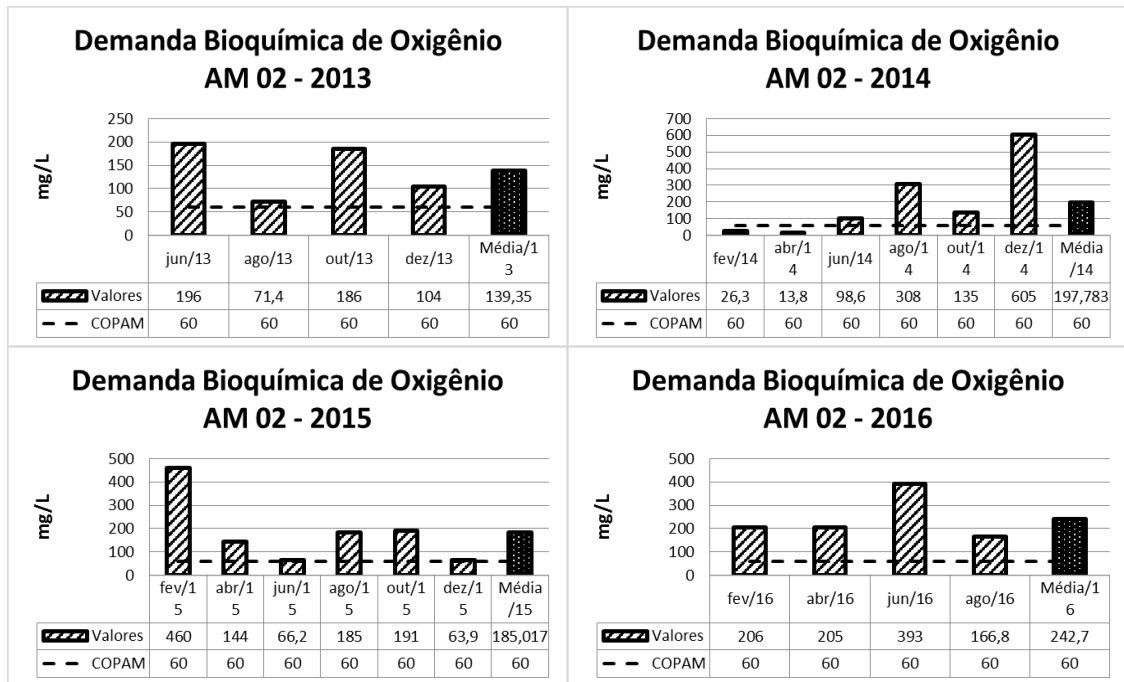 Demanda Bioquímica de Oxigênio
AM 02 - 2013
mg/L
250
200
150
100
50
0
jun/13 ago/13 out/13 dez/13 Média/1
3
Valores 196 71,4 186 104 139,35
COPAM 60 60 60 60 60
Demanda Bioquímica de Oxigênio
AM 02 - 2014
mg/L
700
600
500
400
300
200
100
0
fev/14 abr/1 jun/14 ago/1 out/1 dez/1 Média
4 4 4 4 /14
Valores 26,3 13,8 98,6 308 135 605 197,783
COPAM 60 60 60 60 60 60 60
Demanda Bioquímica de Oxigênio
AM 02 - 2015
mg/L
500
400
300
200
100
0
fev/1 abr/1 jun/1 ago/1 out/1 dez/1 Média
5 5 5 5 5 5 /15
Valores 460 144 66,2 185 191 63,9 185,017
COPAM 60 60 60 60 60 60 60
Demanda Bioquímica de Oxigênio
AM 02 - 2016
mg/L
500
400
300
200
100
0
fev/16 abr/16 jun/16 ago/16 Média/1
6
Valores 206 205 393 166,8 242,7
COPAM 60 60 60 60 60